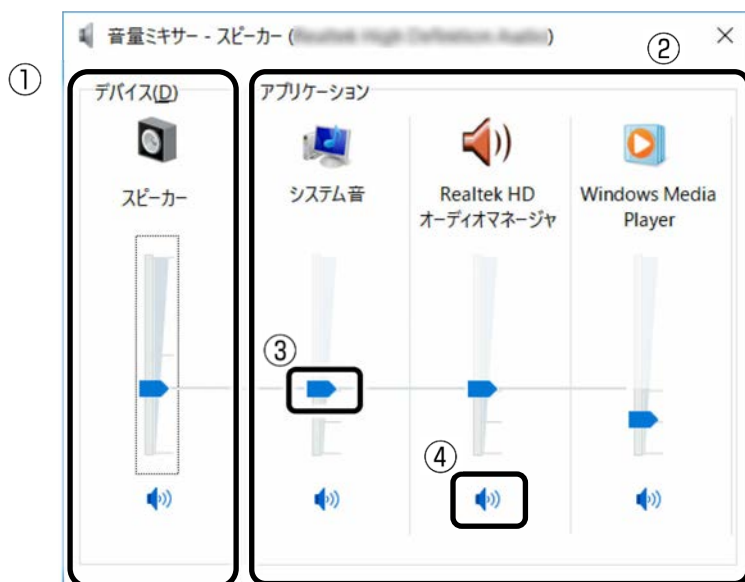 音量ミキサー - スピーカー ( )
②
①
デバイス(D)
アプリケーション
スピーカー
システム音
Realtek HD
オーディオマネージャ
Windows Media
Player
③
④